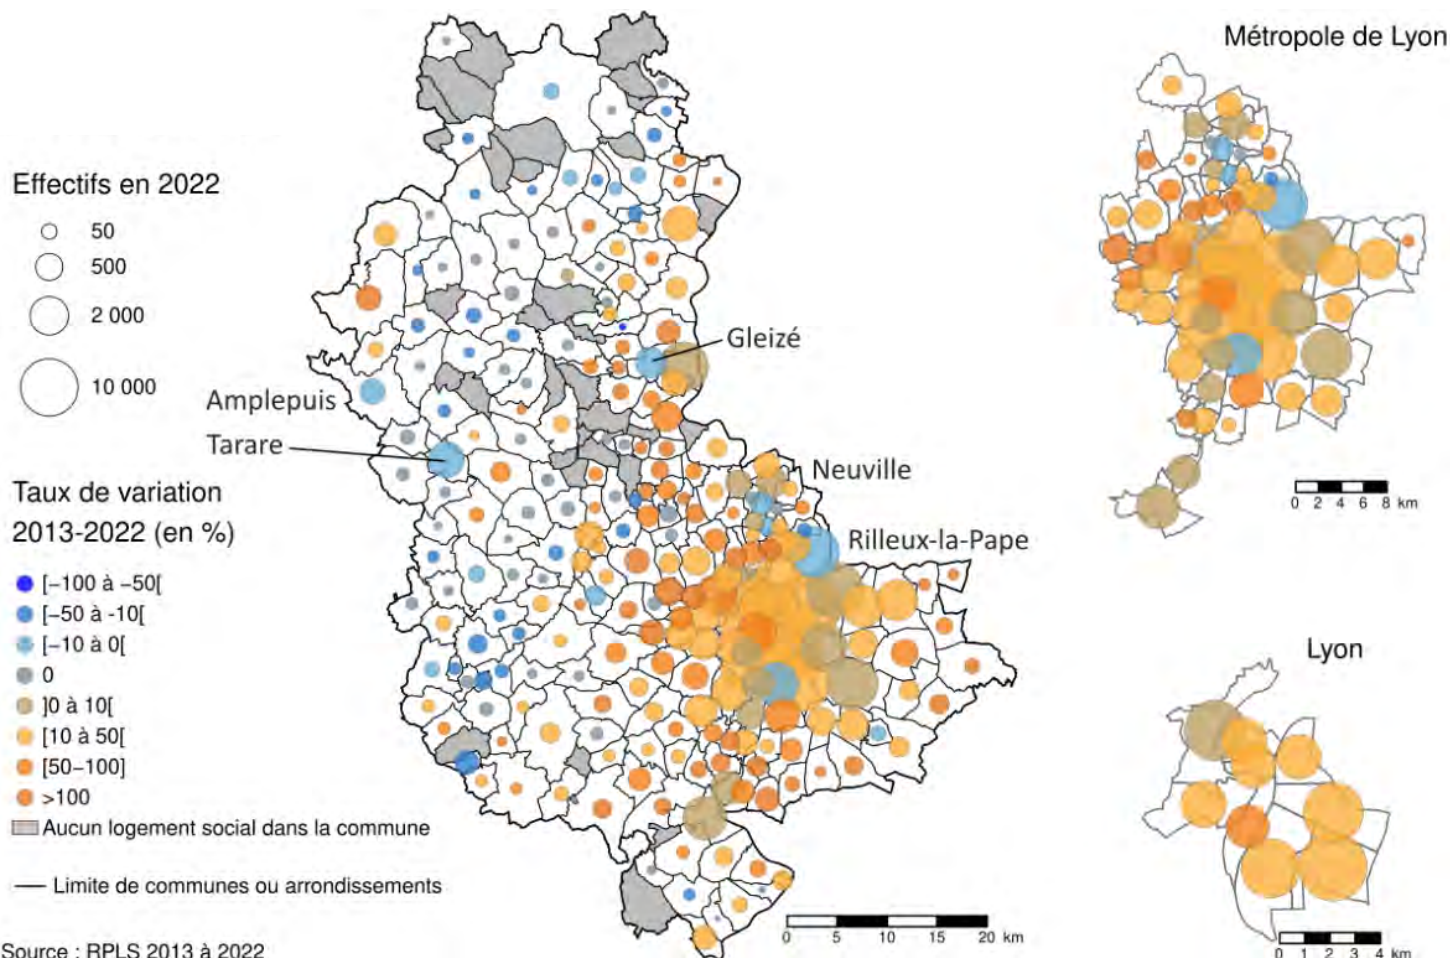 Métropole de Lyon
Effectifs en 2022
50
500
2 000
10 000
Gleizé
Amplepuis
Tarare
Neuville
Rilleux-la-Pape
Taux de variation
2013-2022 (en %)
[−100 à −50[
[−50 à -10[
[−10 à 0[
0
]0 à 10[
[10 à 50[
[50−100]
>100
Aucun logement social dans la commune
Limite de communes ou arrondissements
Source : RPLS 2013 à 2022
0 5 10 15 20 km
0 2 4 6 8 km
Lyon
0 1 2 3 4 km